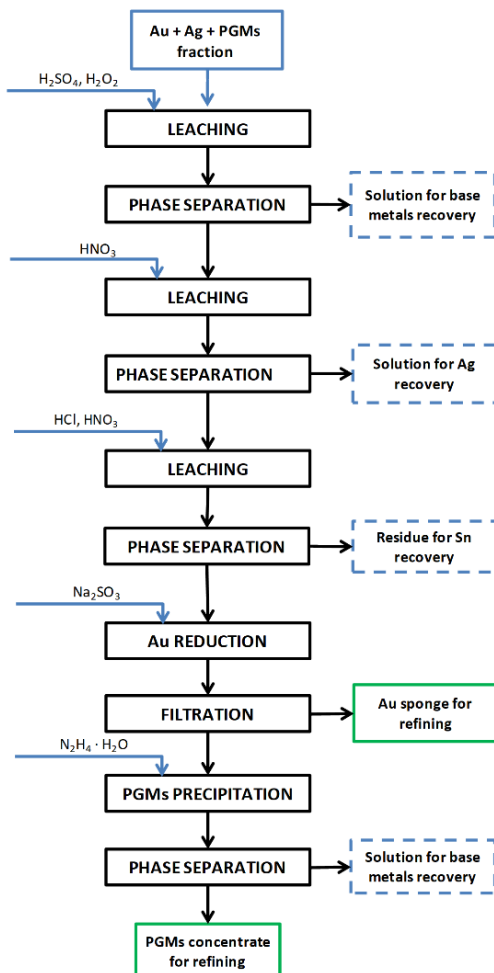 Au + Ag + PGMs
fraction
H₂SO₄, H₂O₂
LEACHING
PHASE SEPARATION
Solution for base
metals recovery
HNO₃
LEACHING
PHASE SEPARATION
Solution for Ag
recovery
HCl, HNO₃
LEACHING
PHASE SEPARATION
Residue for Sn
recovery
Na₂SO₃
Au REDUCTION
FILTRATION
Au sponge for
refining
N₂H₄ · H₂O
PGMs PRECIPITATION
PHASE SEPARATION
Solution for base
metals recovery
PGMs concentrate
for refining